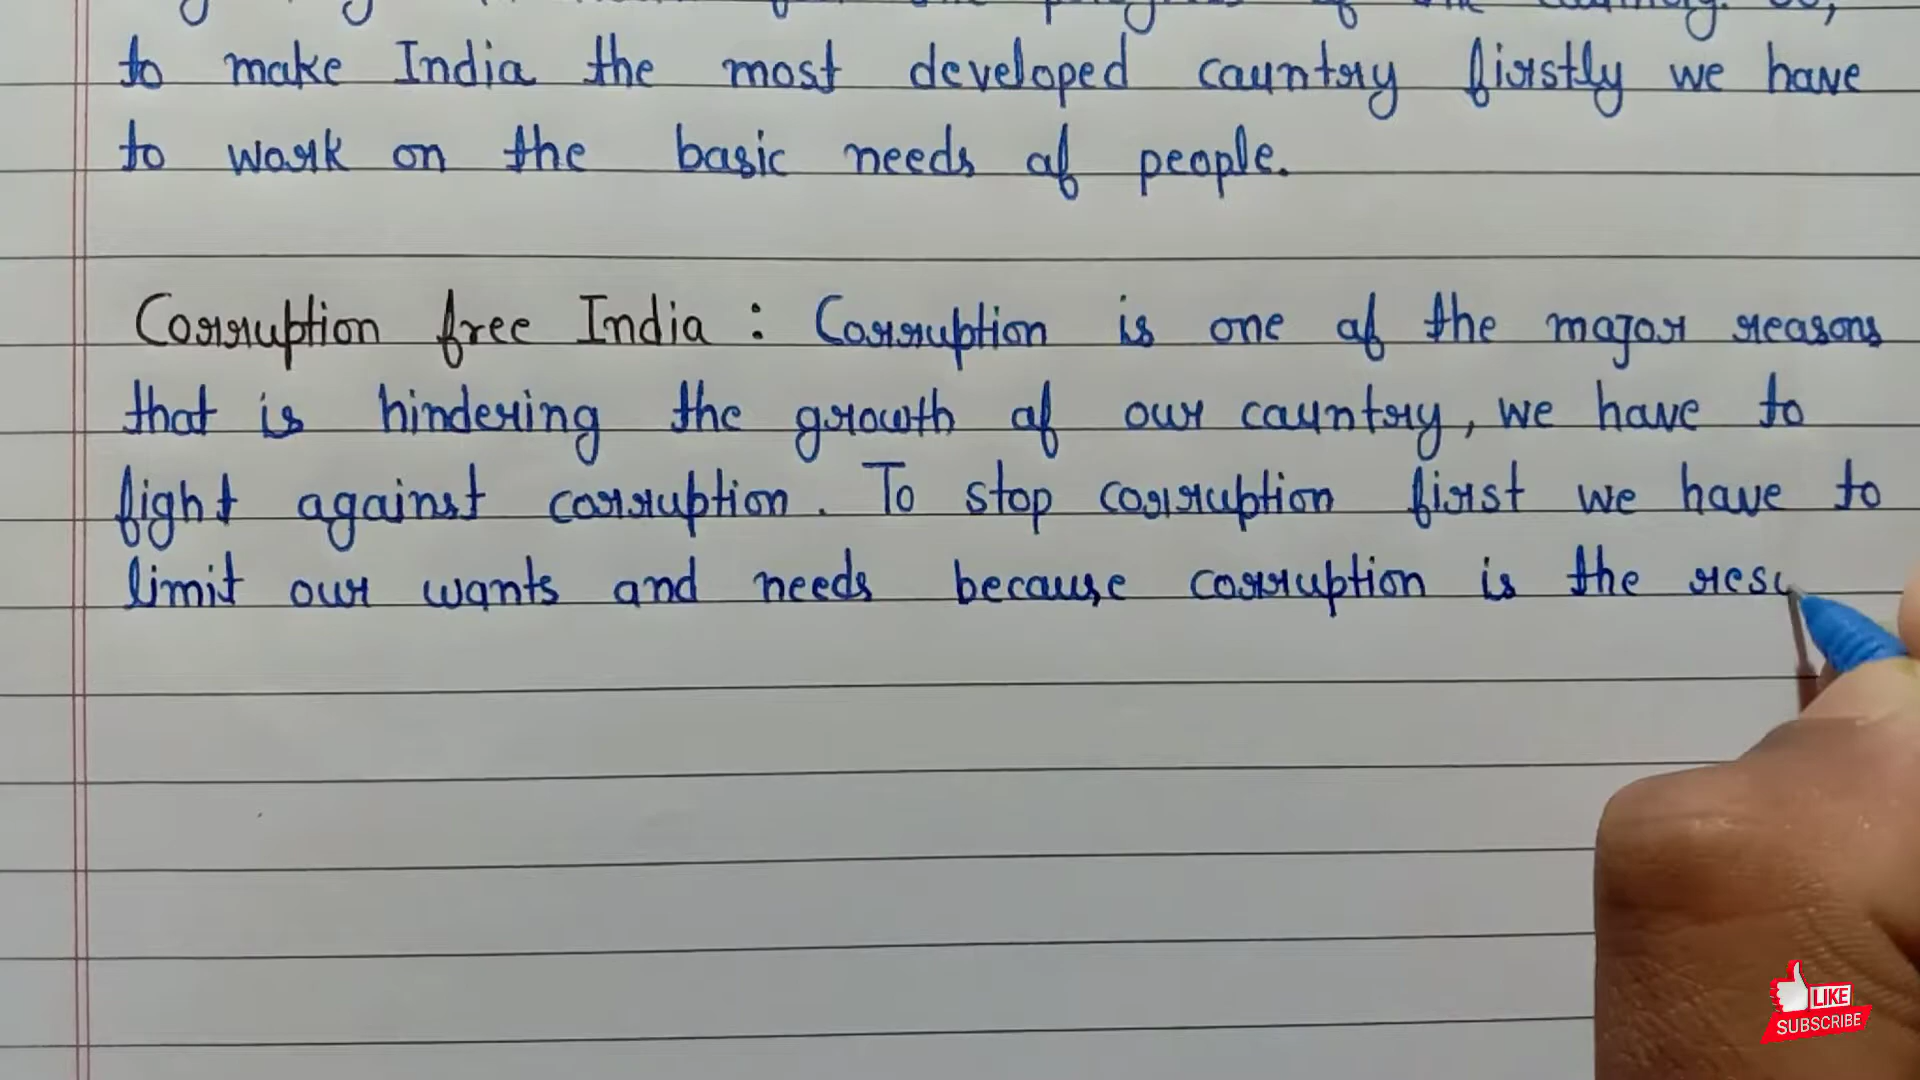 to make India the most developed country firstly we have
to work on the basic needs of people.
Corruption free India : Corruption is one of the major reasons
that is hindering the growth of our country, we have to
fight against corruption. To stop corruption first we have to
limit our wants and needs because corruption is the resu
LIKE
SUBSCRIBE